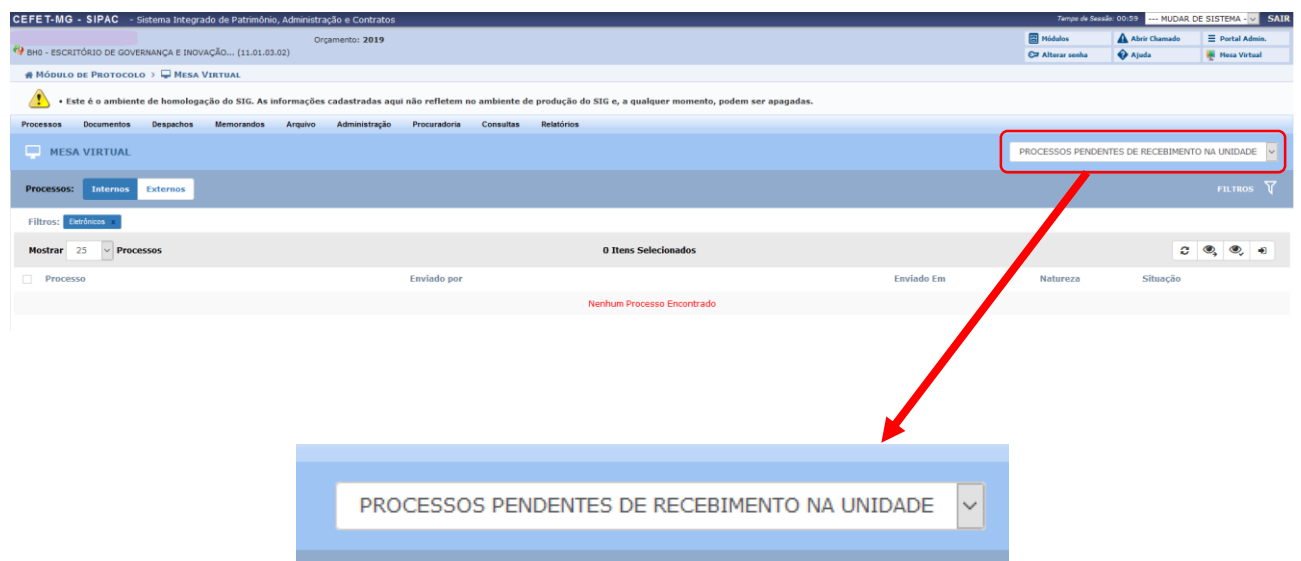 CEFET-MG - SIPAC - Sistema Integrado de Patrimônio, Administração e Contratos
Tempo de Sessão: 00:59 --- MUDAR DE SISTEMA - SAIR
Orçamento: 2019
BH0 - ESCRITÓRIO DE GOVERNANÇA E INOVAÇÃO... (11.01.03.02)
Módulos Abrir Chamado Portal Admin.
Alterar senha Ajuda Mesa Virtual
MÓDULO DE PROTOCOLO > MESA VIRTUAL
• Este é o ambiente de homologação do SIG. As informações cadastradas aqui não refletem no ambiente de produção do SIG e, a qualquer momento, podem ser apagadas.
Processos Documentos Despachos Memorandos Arquivo Administração Procuradoria Consultas Relatórios
MESA VIRTUAL
PROCESSOS PENDENTES DE RECEBIMENTO NA UNIDADE
Processos: Internos Externos FILTROS
Filtros: Eletrônicos x
Mostrar 25 Processos 0 Itens Selecionados
Processo Enviado por Enviado Em Natureza Situação
Nenhum Processo Encontrado
PROCESSOS PENDENTES DE RECEBIMENTO NA UNIDADE